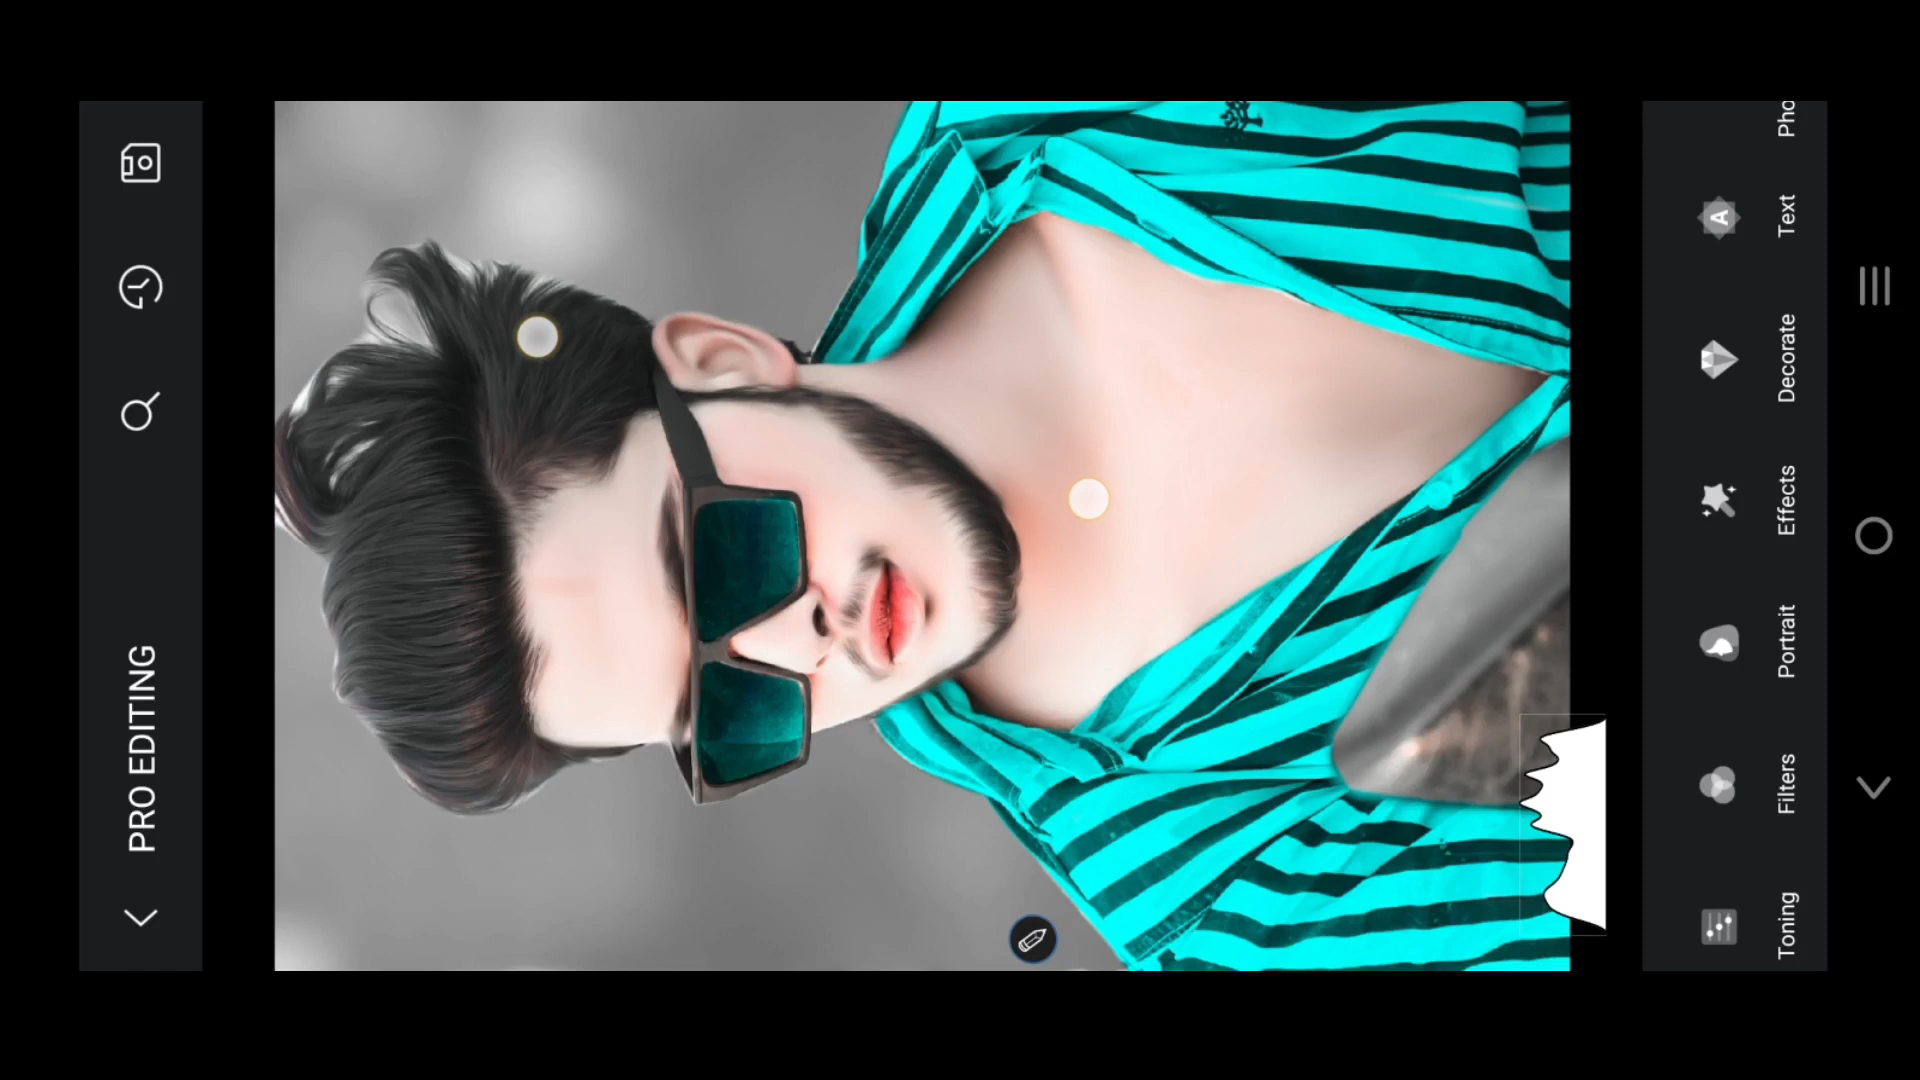 PRO EDITING
Toning
Filters
Portrait
Effects
Decorate
Text
Pho
A